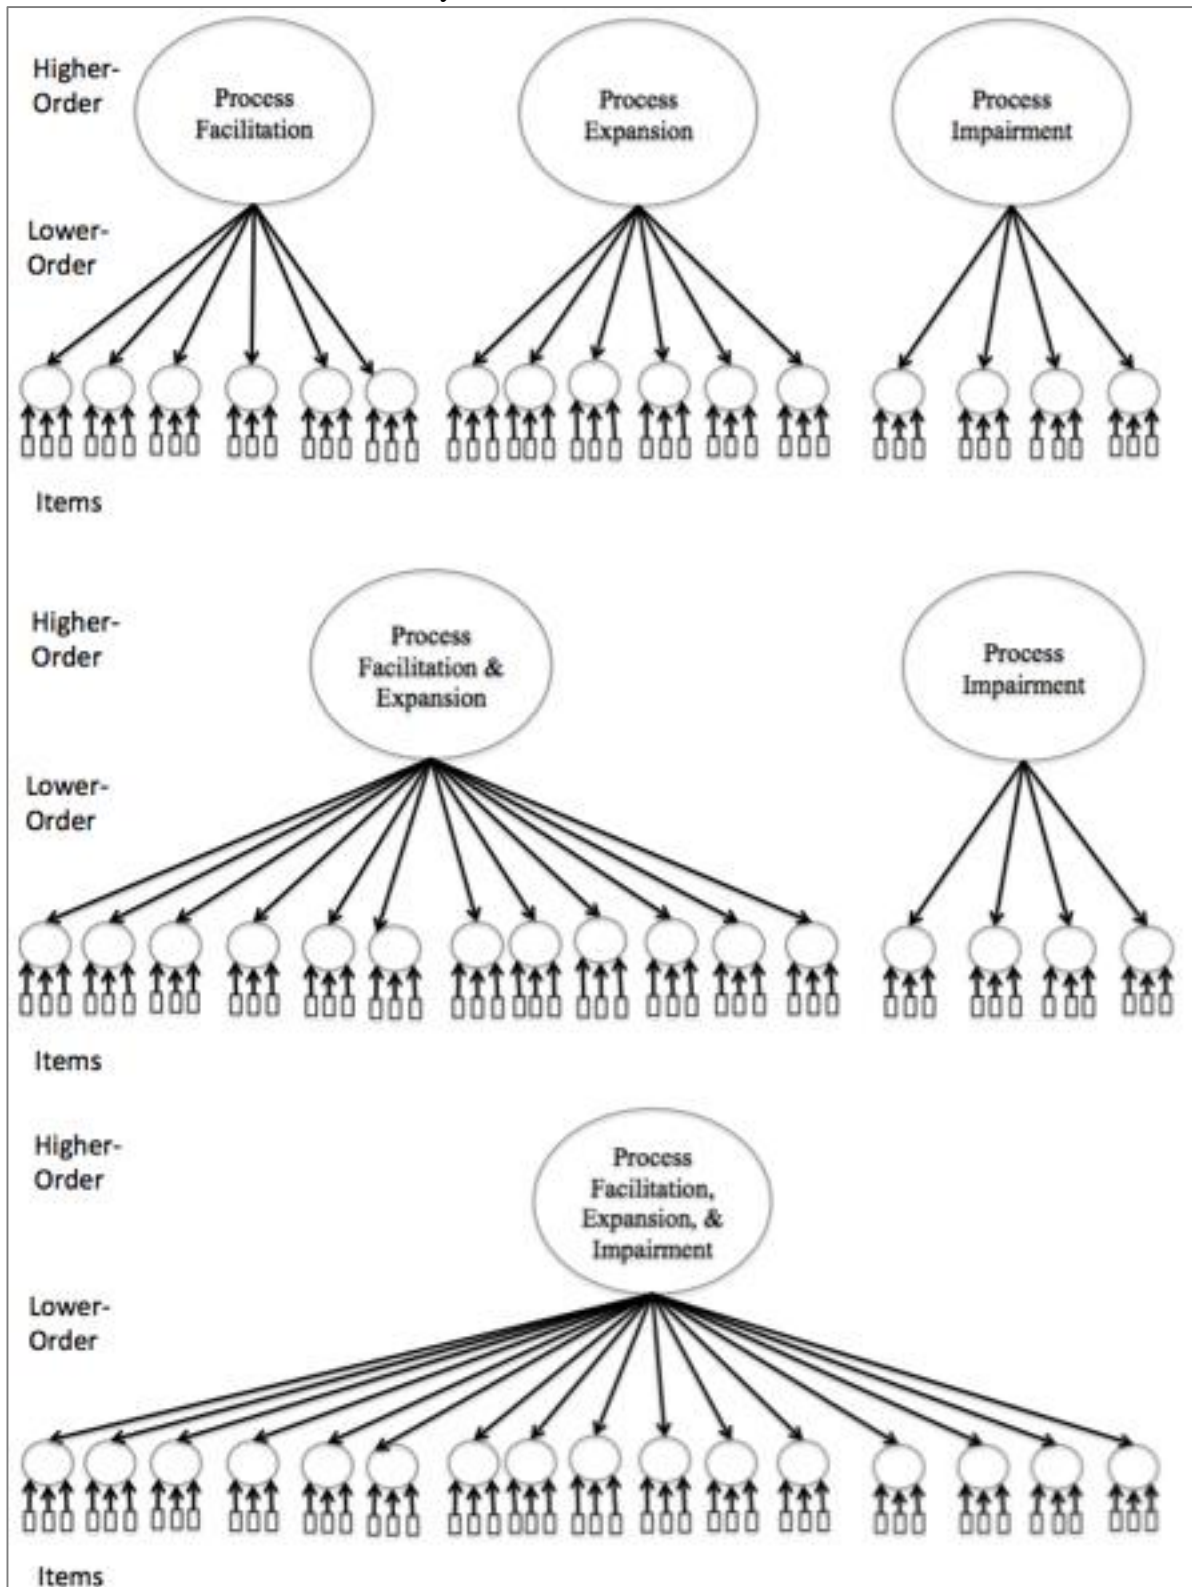 Higher-
Order
Process
Facilitation
Process
Expansion
Process
Impairment
Lower-
Order
Items
Higher-
Order
Process
Facilitation &
Expansion
Process
Impairment
Lower-
Order
Items
Higher-
Order
Process
Facilitation,
Expansion, &
Impairment
Lower-
Order
Items